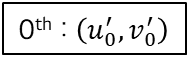 0ᵗʰ : (u′₀, v′₀)